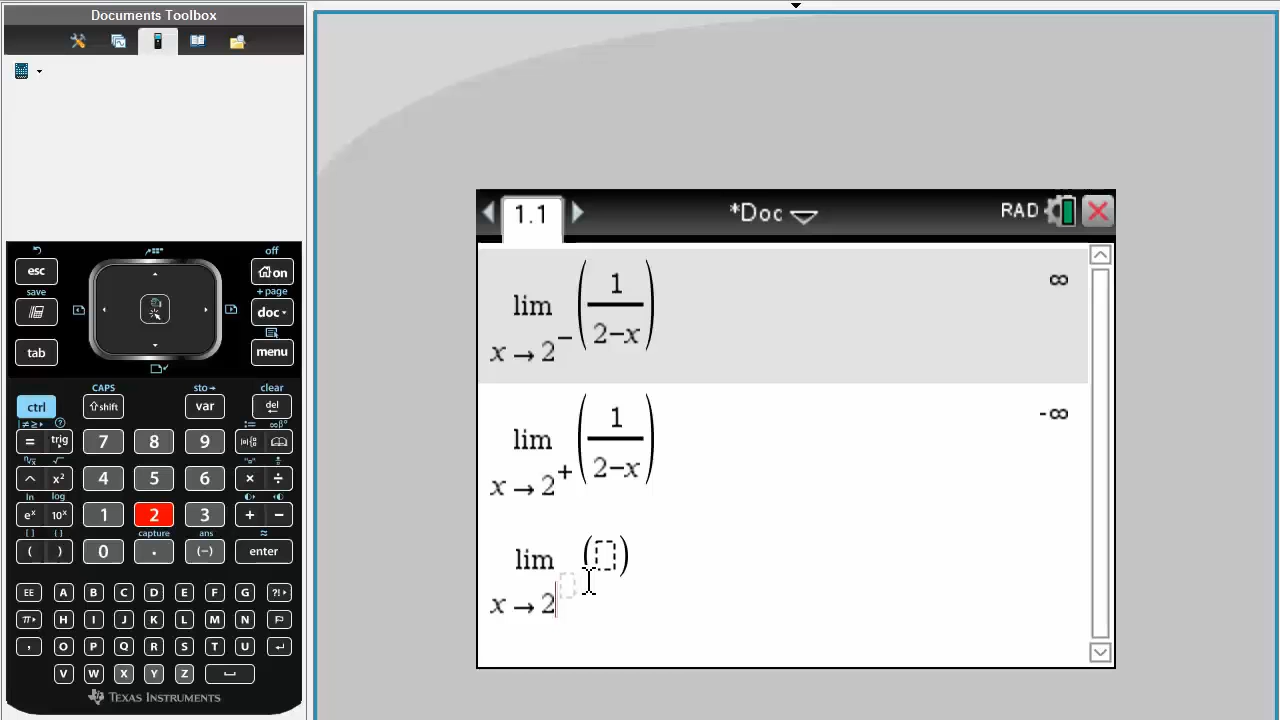 Documents Toolbox
1.1 *Doc RAD
lim x→2⁻ (1/(2-x)) ∞
lim x→2⁺ (1/(2-x)) -∞
lim x→2 ()
off
esc on
save + page
doc
tab menu
CAPS sto→ clear
ctrl shift var del
= trig 7 8 9
^ x² 4 5 6 × ÷
ln log
eˣ 10ˣ 1 2 3 + −
[ ] { } capture ans ≈
( ) 0 . (−) enter
EE A B C D E F G ?!▸
π▸ H I J K L M N
, O P Q R S T U
V W X Y Z
TEXAS INSTRUMENTS